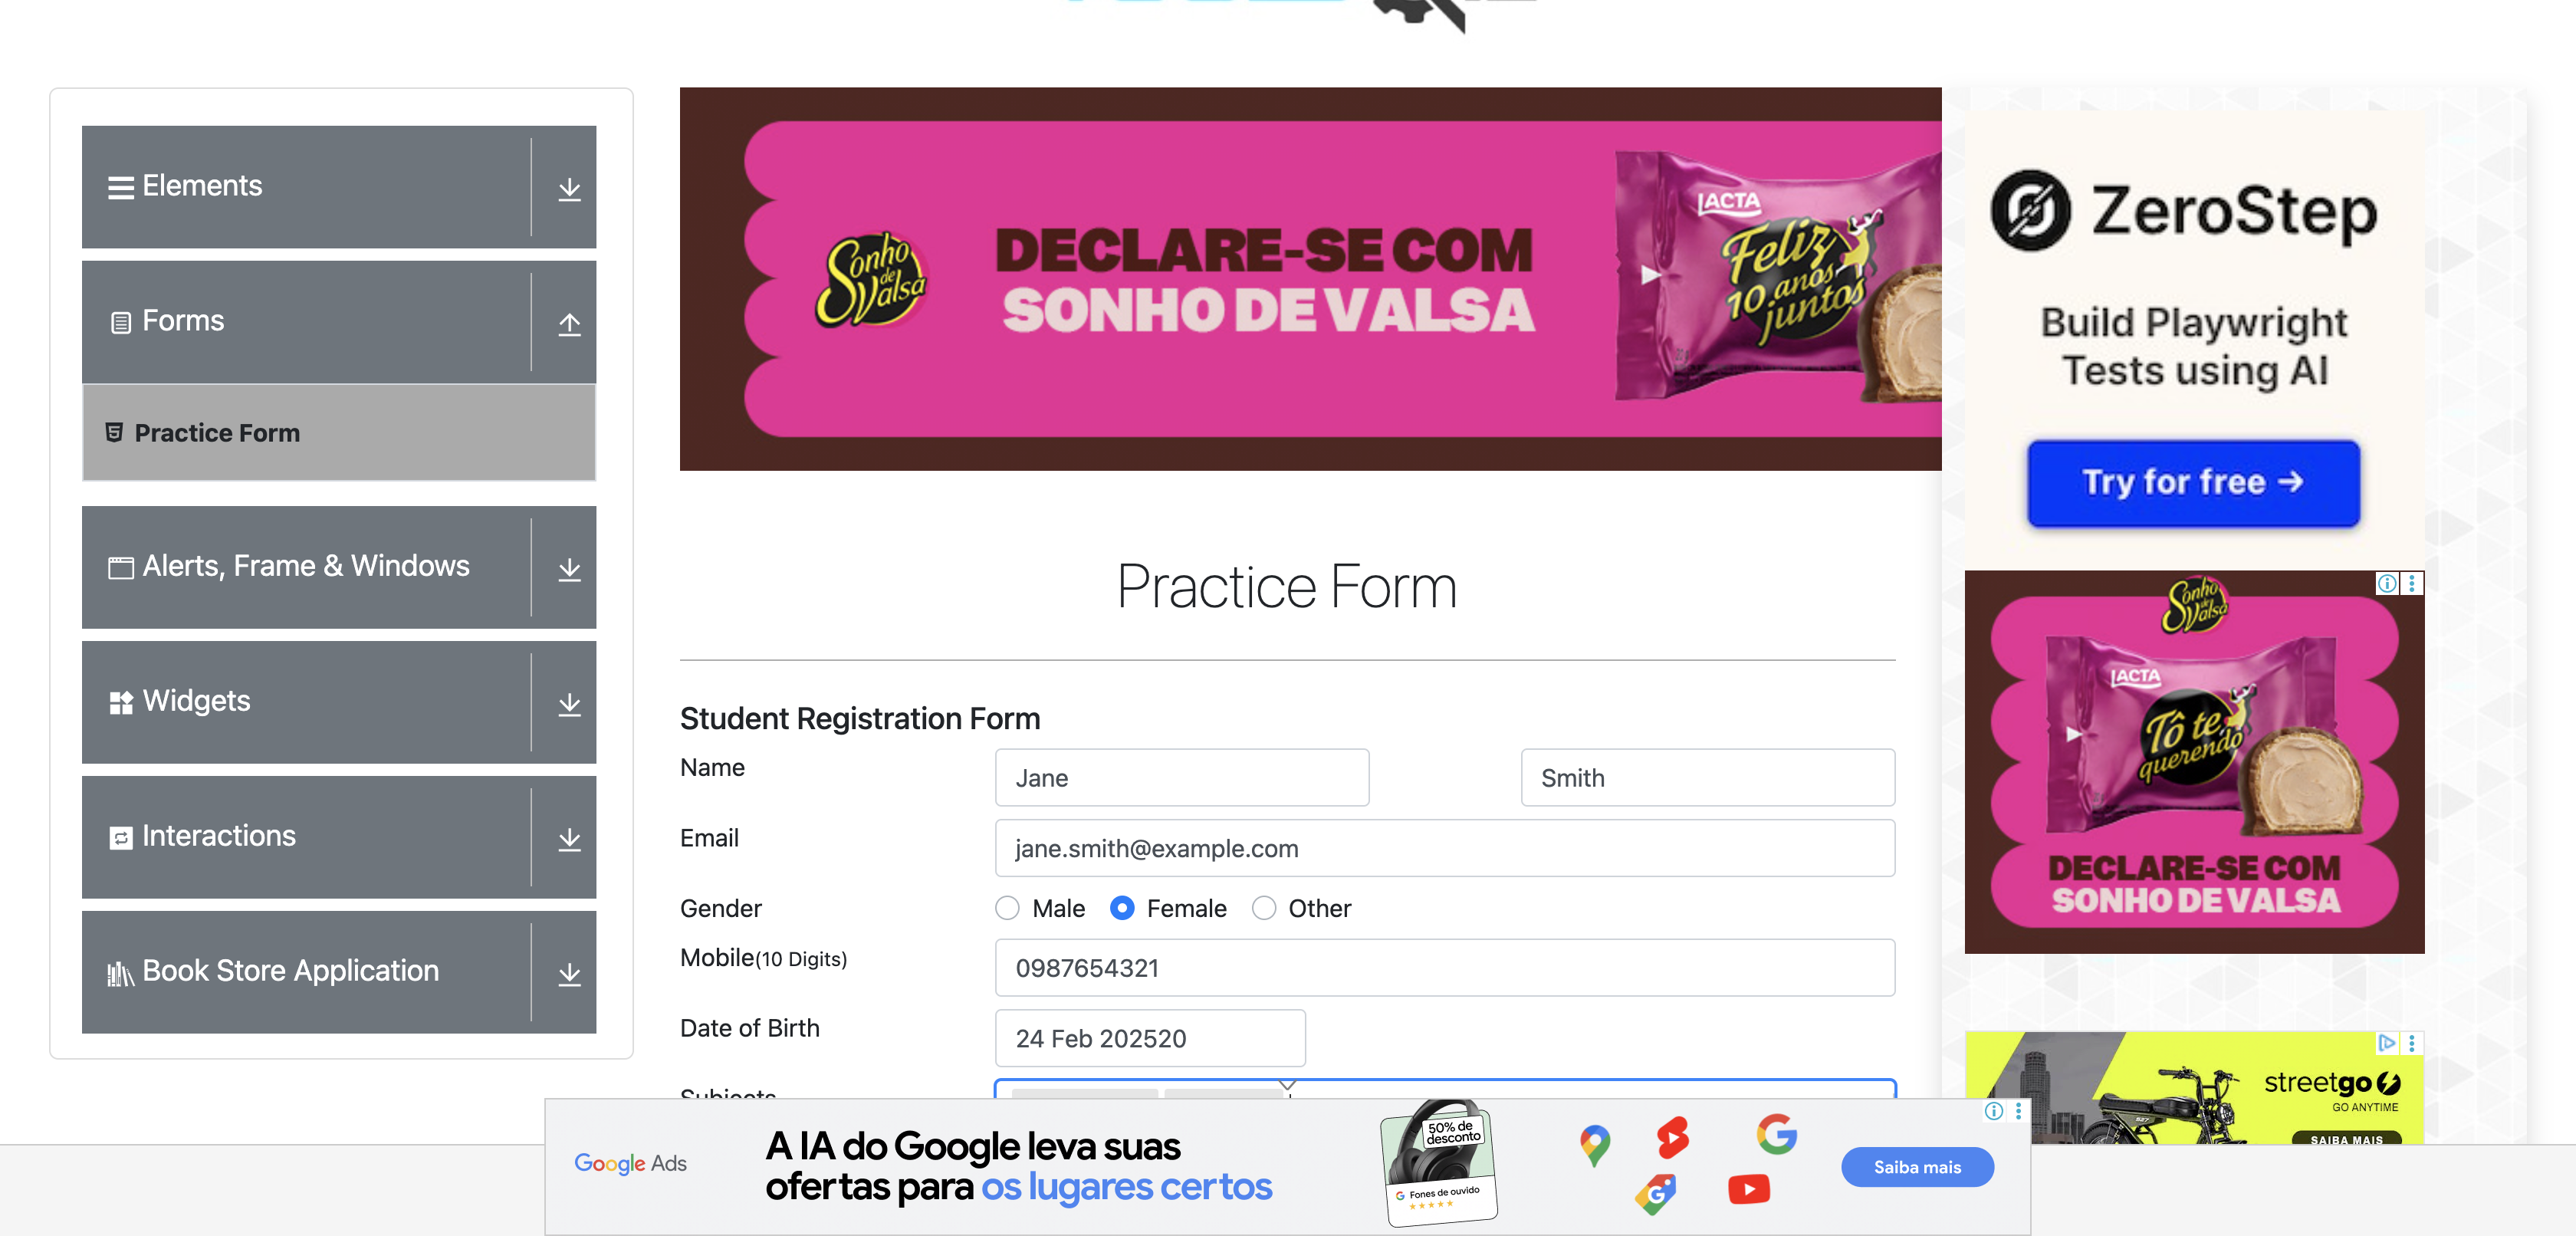 Elements
Forms
Practice Form
Alerts, Frame & Windows
Widgets
Interactions
Book Store Application
Sonho de Valsa
DECLARE-SE COM
SONHO DE VALSA
LACTA
Feliz
10 anos
juntos
Practice Form
Student Registration Form
Name
Jane
Smith
Email
jane.smith@example.com
Gender
Male
Female
Other
Mobile(10 Digits)
0987654321
Date of Birth
24 Feb 202520
Subjects
ZeroStep
Build Playwright
Tests using AI
Try for free →
Sonho de Valsa
LACTA
Tô te
querendo
DECLARE-SE COM
SONHO DE VALSA
streetgo
GO ANYTIME
SAIBA MAIS
Google Ads
A IA do Google leva suas
ofertas para os lugares certos
50% de
desconto
G Fones de ouvido
Saiba mais